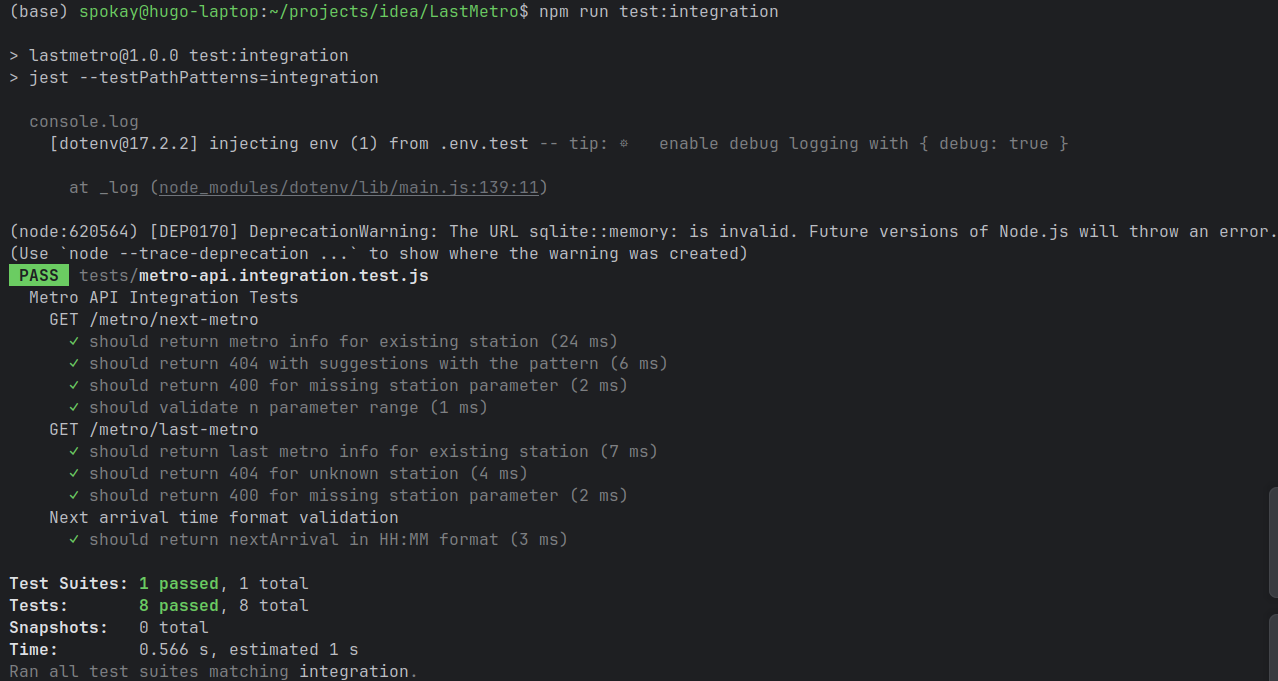 (base) spokay@hugo-laptop:~/projects/idea/LastMetro$ npm run test:integration
> lastmetro@1.0.0 test:integration
> jest --testPathPatterns=integration
console.log
[dotenv@17.2.2] injecting env (1) from .env.test -- tip: ⚙ enable debug logging with { debug: true }
at _log (node_modules/dotenv/lib/main.js:139:11)
(node:620564) [DEP0170] DeprecationWarning: The URL sqlite::memory: is invalid. Future versions of Node.js will throw an error.
(Use `node --trace-deprecation ...` to show where the warning was created)
PASS tests/metro-api.integration.test.js
Metro API Integration Tests
GET /metro/next-metro
✓ should return metro info for existing station (24 ms)
✓ should return 404 with suggestions with the pattern (6 ms)
✓ should return 400 for missing station parameter (2 ms)
✓ should validate n parameter range (1 ms)
GET /metro/last-metro
✓ should return last metro info for existing station (7 ms)
✓ should return 404 for unknown station (4 ms)
✓ should return 400 for missing station parameter (2 ms)
Next arrival time format validation
✓ should return nextArrival in HH:MM format (3 ms)
Test Suites: 1 passed, 1 total
Tests: 8 passed, 8 total
Snapshots: 0 total
Time: 0.566 s, estimated 1 s
Ran all test suites matching integration.